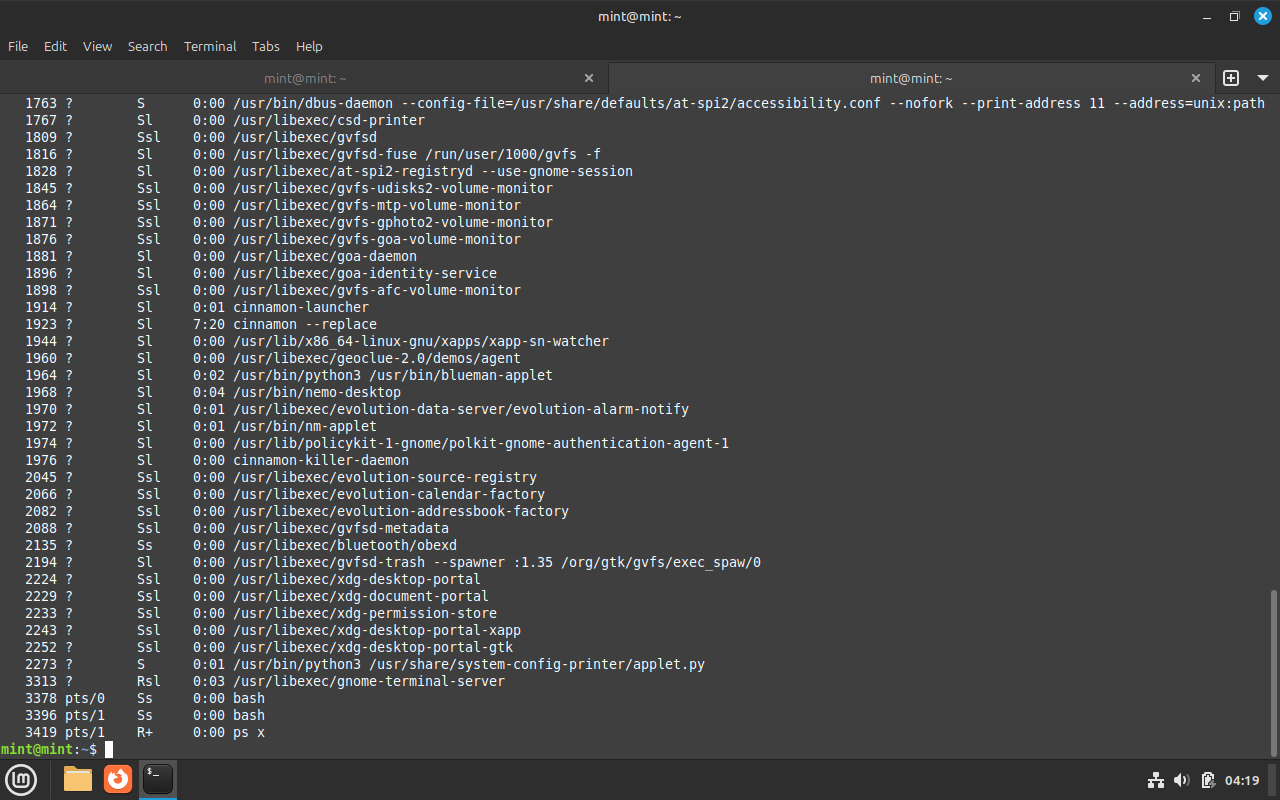 mint@mint: ~
File Edit View Search Terminal Tabs Help
mint@mint: ~ mint@mint: ~
1763 ? S 0:00 /usr/bin/dbus-daemon --config-file=/usr/share/defaults/at-spi2/accessibility.conf --nofork --print-address 11 --address=unix:path
1767 ? Sl 0:00 /usr/libexec/csd-printer
1809 ? Ssl 0:00 /usr/libexec/gvfsd
1816 ? Sl 0:00 /usr/libexec/gvfsd-fuse /run/user/1000/gvfs -f
1828 ? Sl 0:00 /usr/libexec/at-spi2-registryd --use-gnome-session
1845 ? Ssl 0:00 /usr/libexec/gvfs-udisks2-volume-monitor
1864 ? Ssl 0:00 /usr/libexec/gvfs-mtp-volume-monitor
1871 ? Ssl 0:00 /usr/libexec/gvfs-gphoto2-volume-monitor
1876 ? Ssl 0:00 /usr/libexec/gvfs-goa-volume-monitor
1881 ? Sl 0:00 /usr/libexec/goa-daemon
1896 ? Sl 0:00 /usr/libexec/goa-identity-service
1898 ? Ssl 0:00 /usr/libexec/gvfs-afc-volume-monitor
1914 ? Sl 0:01 cinnamon-launcher
1923 ? Sl 7:20 cinnamon --replace
1944 ? Sl 0:00 /usr/lib/x86_64-linux-gnu/xapps/xapp-sn-watcher
1960 ? Sl 0:00 /usr/libexec/geoclue-2.0/demos/agent
1964 ? Sl 0:02 /usr/bin/python3 /usr/bin/blueman-applet
1968 ? Sl 0:04 /usr/bin/nemo-desktop
1970 ? Sl 0:01 /usr/libexec/evolution-data-server/evolution-alarm-notify
1972 ? Sl 0:01 /usr/bin/nm-applet
1974 ? Sl 0:00 /usr/lib/policykit-1-gnome/polkit-gnome-authentication-agent-1
1976 ? Sl 0:00 cinnamon-killer-daemon
2045 ? Ssl 0:00 /usr/libexec/evolution-source-registry
2066 ? Ssl 0:00 /usr/libexec/evolution-calendar-factory
2082 ? Ssl 0:00 /usr/libexec/evolution-addressbook-factory
2088 ? Ssl 0:00 /usr/libexec/gvfsd-metadata
2135 ? Ss 0:00 /usr/libexec/bluetooth/obexd
2194 ? Sl 0:00 /usr/libexec/gvfsd-trash --spawner :1.35 /org/gtk/gvfs/exec_spaw/0
2224 ? Ssl 0:00 /usr/libexec/xdg-desktop-portal
2229 ? Ssl 0:00 /usr/libexec/xdg-document-portal
2233 ? Ssl 0:00 /usr/libexec/xdg-permission-store
2243 ? Ssl 0:00 /usr/libexec/xdg-desktop-portal-xapp
2252 ? Ssl 0:00 /usr/libexec/xdg-desktop-portal-gtk
2273 ? S 0:01 /usr/bin/python3 /usr/share/system-config-printer/applet.py
3313 ? Rsl 0:03 /usr/libexec/gnome-terminal-server
3378 pts/0 Ss 0:00 bash
3396 pts/1 Ss 0:00 bash
3419 pts/1 R+ 0:00 ps x
mint@mint:~$
04:19